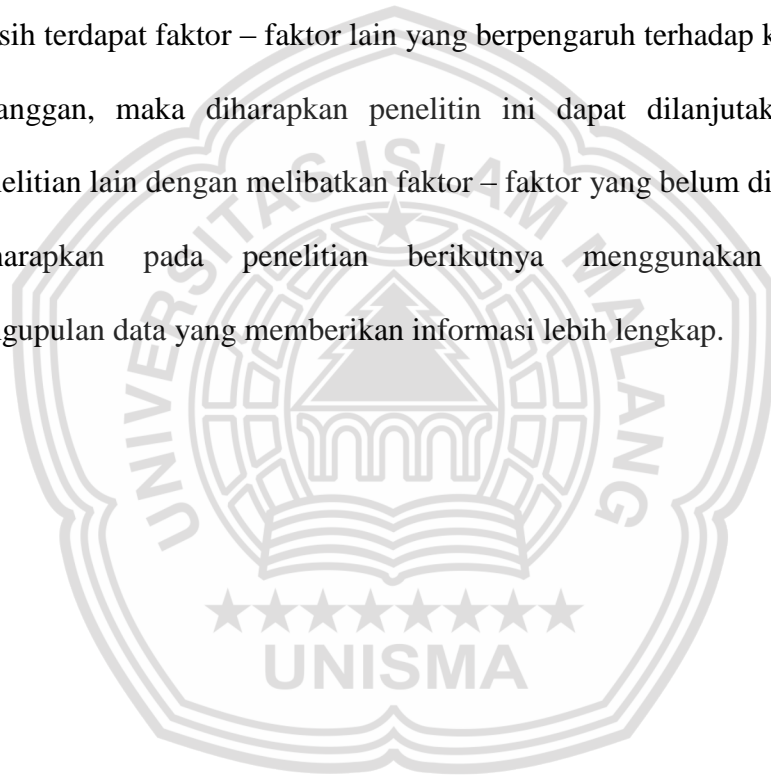 sih terdapat faktor – faktor lain yang berpengaruh terhadap k
anggan, maka diharapkan penelitin ini dapat dilanjutak
elitian lain dengan melibatkan faktor – faktor yang belum di
arapkan pada penelitian berikutnya menggunakan
gupulan data yang memberikan informasi lebih lengkap.
UNIVERSITAS ISLAM MALANG
UNISMA